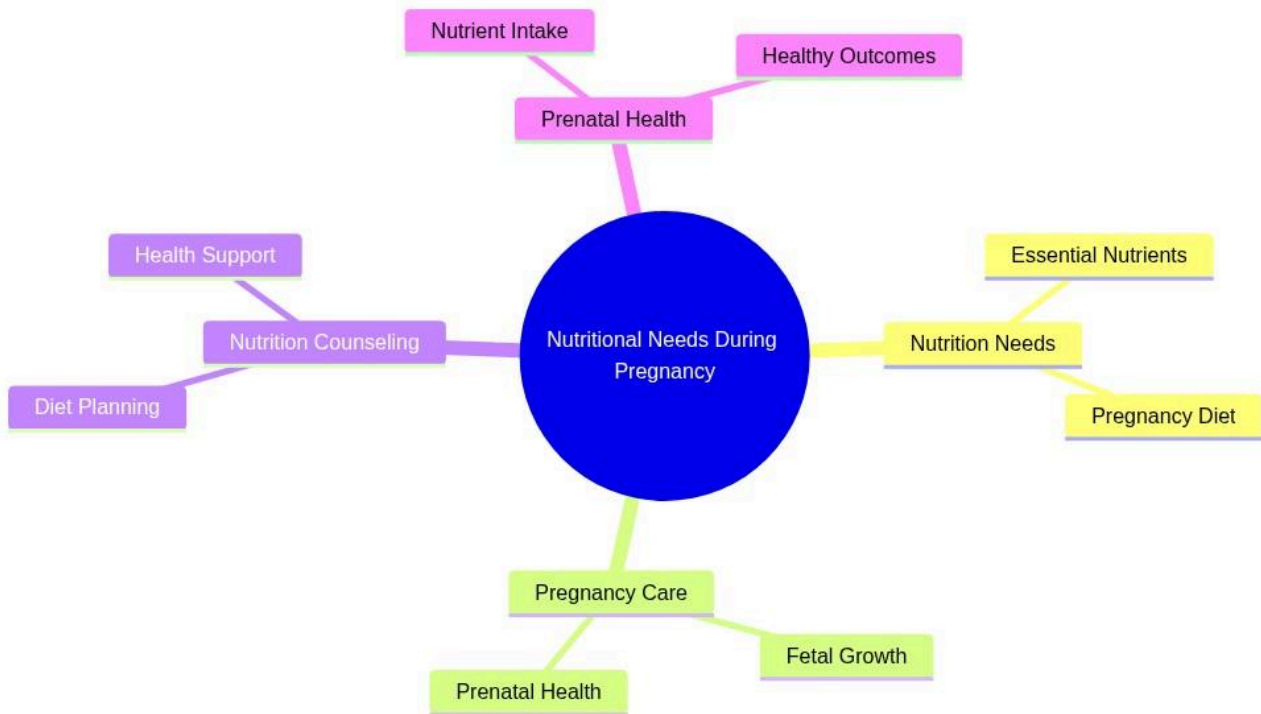 Nutrient Intake
Healthy Outcomes
Prenatal Health
Health Support
Essential Nutrients
Nutrition Counseling
Nutritional Needs During
Pregnancy
Nutrition Needs
Diet Planning
Pregnancy Diet
Pregnancy Care
Fetal Growth
Prenatal Health